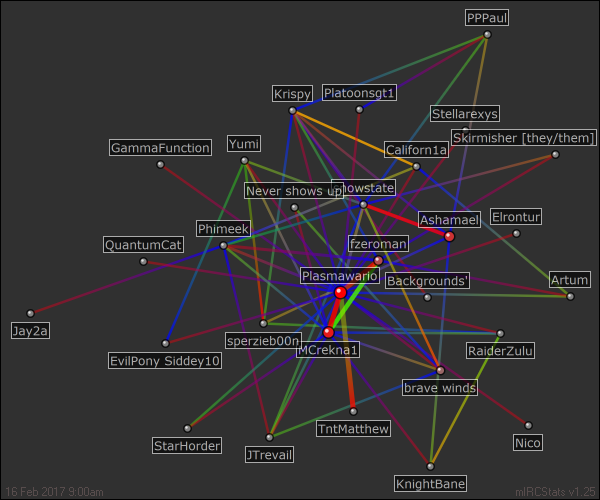 PPPaul
Krispy
Platoonsgt1
Stellarexys
Skirmisher [they/them]
GammaFunction
Yumi
Californ1a
Never shows up
howstate
Ashamael
Elrontur
Phimeek
fzeroman
QuantumCat
Plasmawario
Backgrounds'
Artum
Jay2a
EvilPony Siddey10
sperzieb00n
MCrekna1
RaiderZulu
brave winds
StarHorder
TntMatthew
JTrevail
Nico
KnightBane
16 Feb 2017 9:00am
mIRCStats v1.25